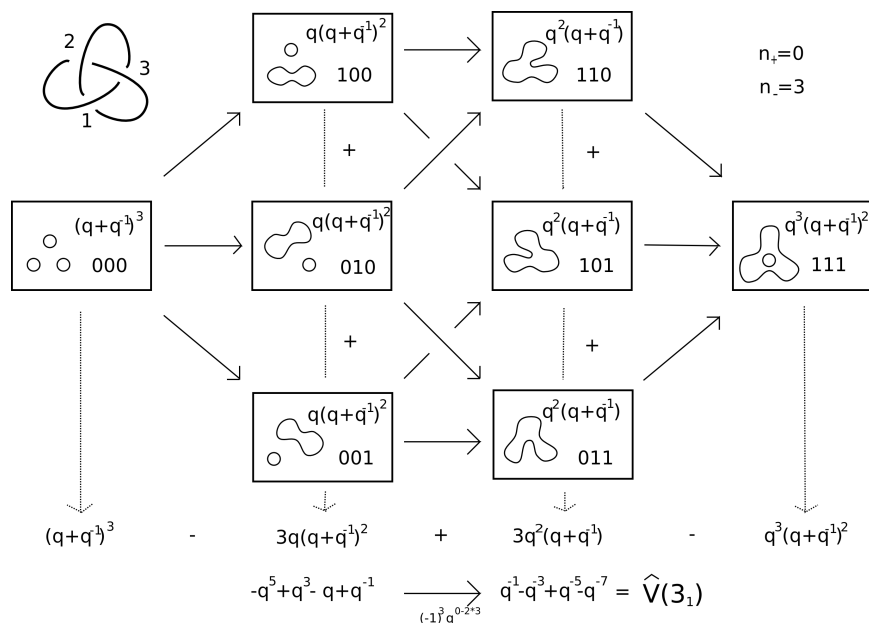 2
3
1
q(q+q⁻¹)²
100
q²(q+q⁻¹)
110
n₊=0
n₋=3
+
+
(q+q⁻¹)³
000
q(q+q⁻¹)²
010
q²(q+q⁻¹)
101
q³(q+q⁻¹)²
111
+
+
q(q+q⁻¹)²
001
q²(q+q⁻¹)
011
(q+q⁻¹)³ - 3q(q+q⁻¹)² + 3q²(q+q⁻¹) - q³(q+q⁻¹)²
-q⁵+q³- q+q⁻¹ q⁻¹-q⁻³+q⁻⁵-q⁻⁷ = V̂(3₁)
(-1)³ q⁰⁻²*³